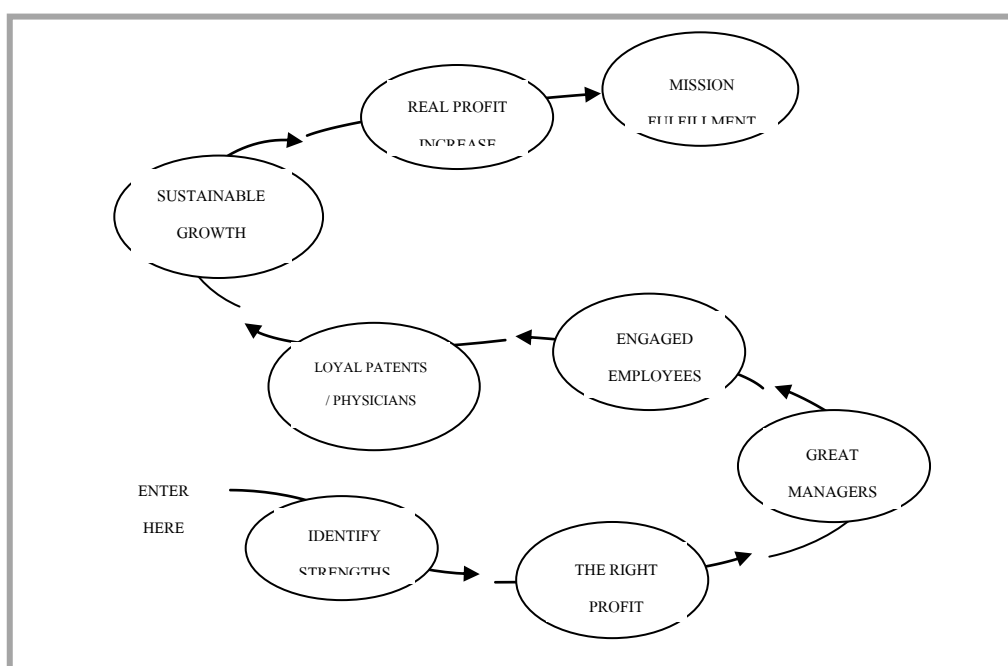 ENTER
HERE
IDENTIFY
STRENGTHS
THE RIGHT
PROFIT
GREAT
MANAGERS
ENGAGED
EMPLOYEES
LOYAL PATENTS
/ PHYSICIANS
SUSTAINABLE
GROWTH
REAL PROFIT
INCREASE
MISSION
FULFILLMENT